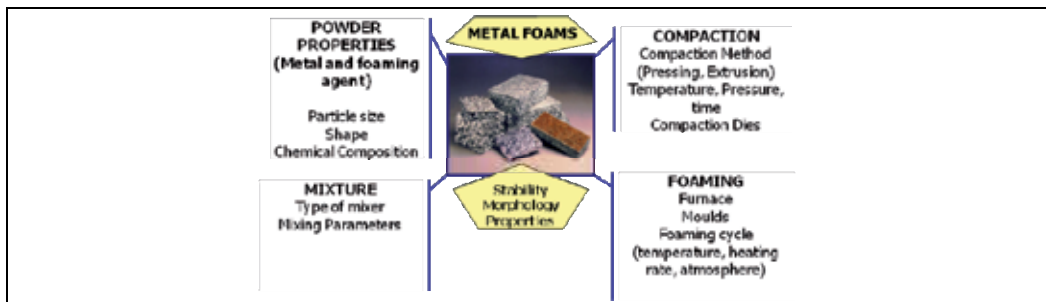 POWDER
PROPERTIES
(Metal and foaming
agent)
Particle size
Shape
Chemical Composition
METAL FOAMS
COMPACTION
Compaction Method
(Pressing, Extrusion)
Temperature, Pressure,
time
Compaction Dies
MIXTURE
Type of mixer
Mixing Parameters
Stability
Morphology
Properties
FOAMING
Furnace
Moulds
Foaming cycle
(temperature, heating
rate, atmosphere)